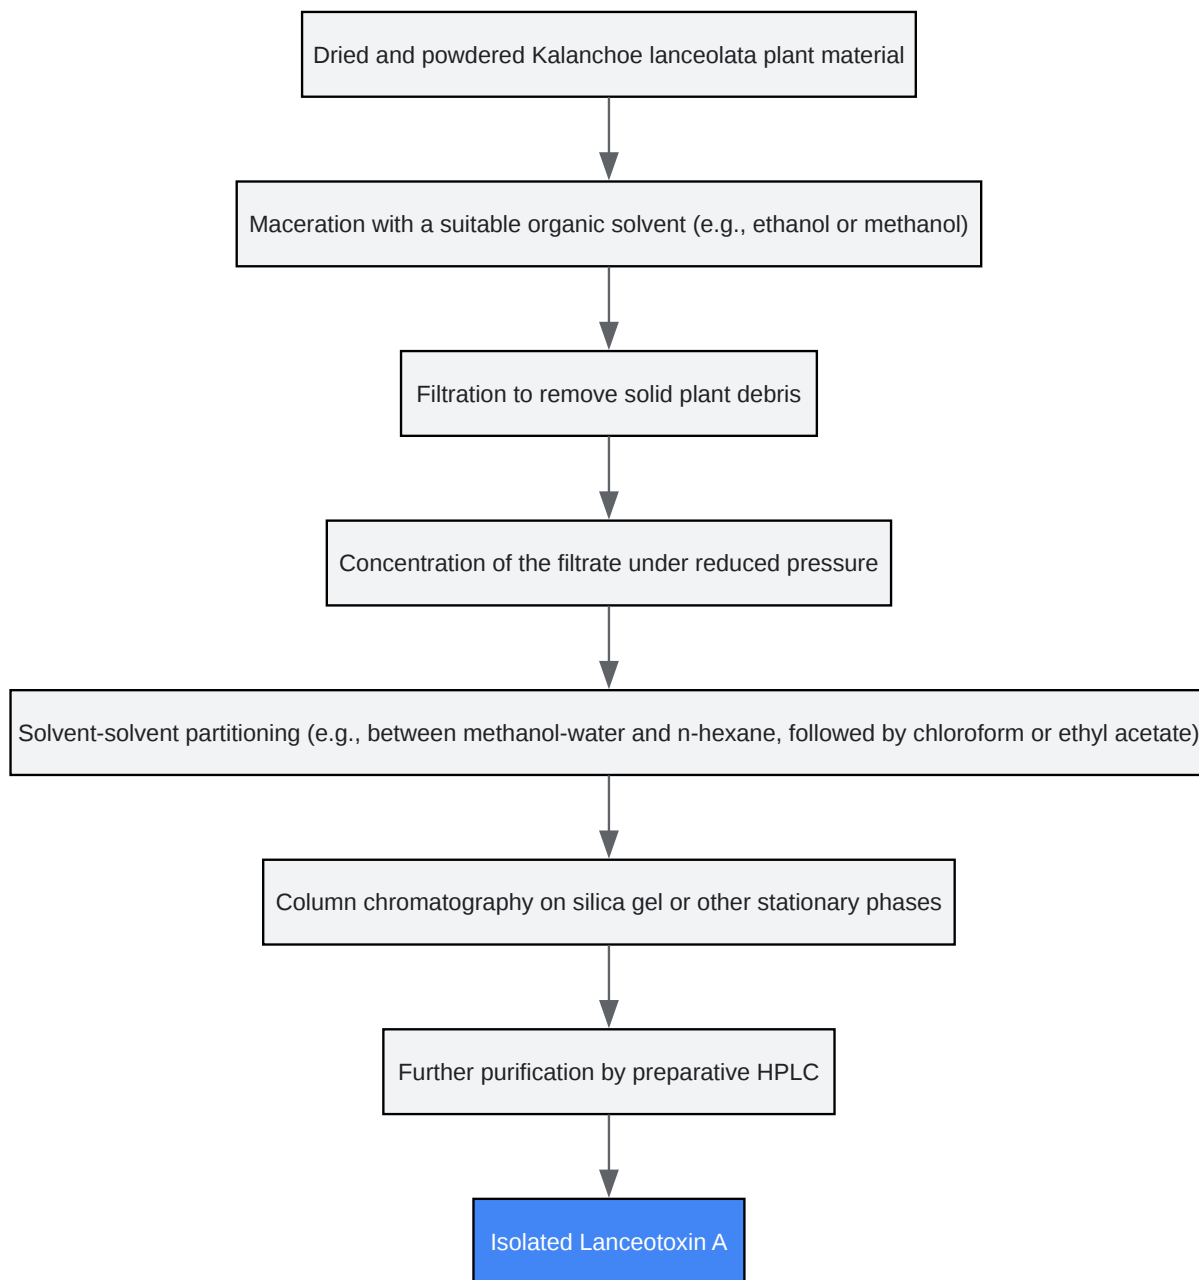 Dried and powdered Kalanchoe lanceolata plant material
Maceration with a suitable organic solvent (e.g., ethanol or methanol)
Filtration to remove solid plant debris
Concentration of the filtrate under reduced pressure
Solvent-solvent partitioning (e.g., between methanol-water and n-hexane, followed by chloroform or ethyl acetate)
Column chromatography on silica gel or other stationary phases
Further purification by preparative HPLC
Isolated Lanceotoxin A